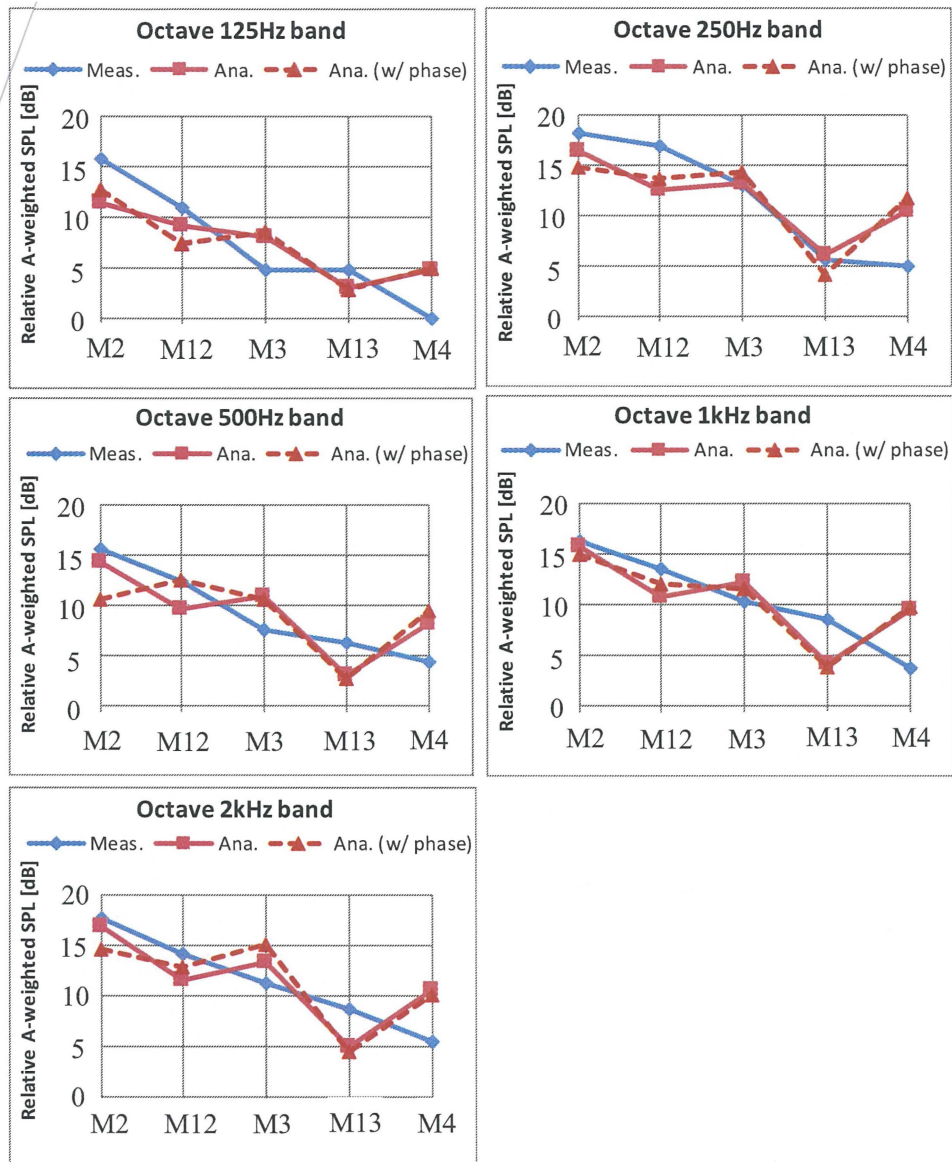 Octave 125Hz band
Meas. Ana. Ana. (w/ phase)
Relative A-weighted SPL [dB]
20
15
10
5
0
M2 M12 M3 M13 M4
Octave 250Hz band
Meas. Ana. Ana. (w/ phase)
Relative A-weighted SPL [dB]
20
15
10
5
0
M2 M12 M3 M13 M4
Octave 500Hz band
Meas. Ana. Ana. (w/ phase)
Relative A-weighted SPL [dB]
20
15
10
5
0
M2 M12 M3 M13 M4
Octave 1kHz band
Meas. Ana. Ana. (w/ phase)
Relative A-weighted SPL [dB]
20
15
10
5
0
M2 M12 M3 M13 M4
Octave 2kHz band
Meas. Ana. Ana. (w/ phase)
Relative A-weighted SPL [dB]
20
15
10
5
0
M2 M12 M3 M13 M4